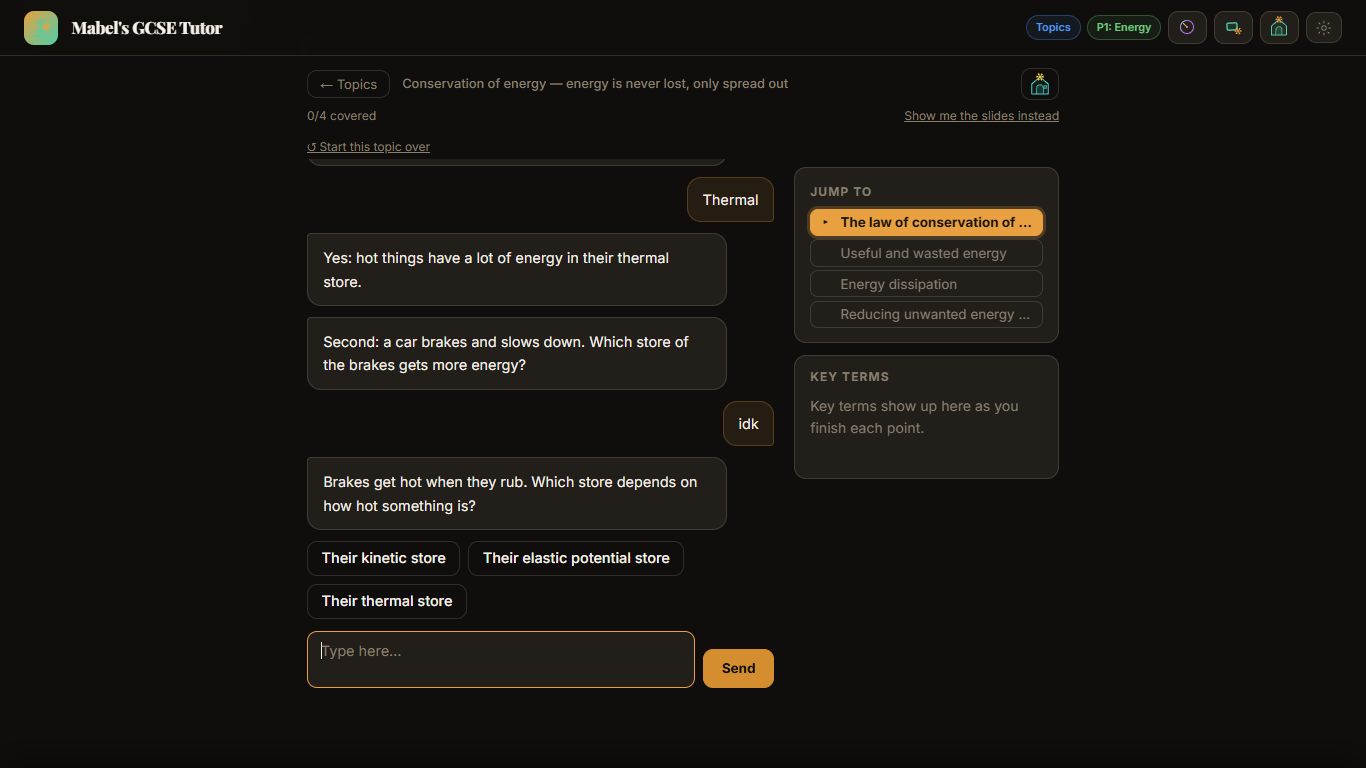 Mabel's GCSE Tutor
Topics
P1: Energy
← Topics
Conservation of energy — energy is never lost, only spread out
0/4 covered
Show me the slides instead
↺ Start this topic over
Thermal
Yes: hot things have a lot of energy in their thermal
store.
Second: a car brakes and slows down. Which store of
the brakes gets more energy?
idk
Brakes get hot when they rub. Which store depends on
how hot something is?
Their kinetic store
Their elastic potential store
Their thermal store
Type here...
Send
JUMP TO
▸ The law of conservation of ...
Useful and wasted energy
Energy dissipation
Reducing unwanted energy ...
KEY TERMS
Key terms show up here as you
finish each point.